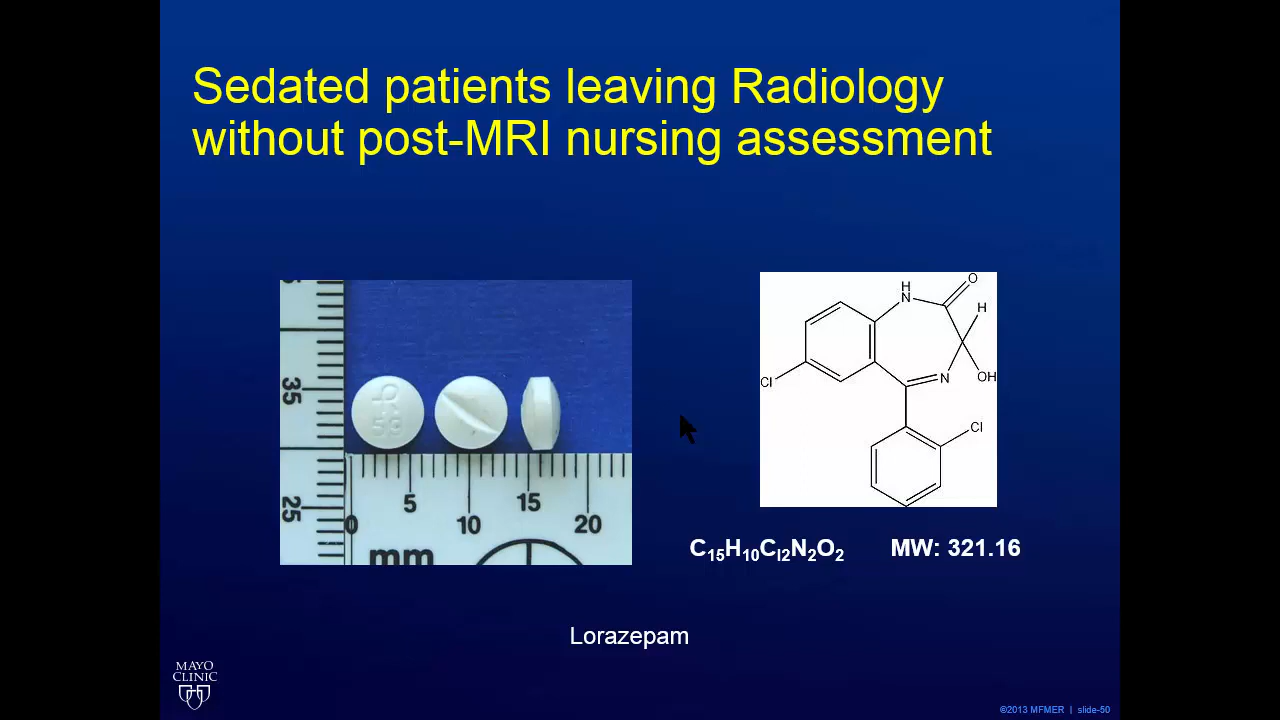 Sedated patients leaving Radiology
without post-MRI nursing assessment
35
25
R
59
0
5
10
15
20
mm
H
N
O
H
N
OH
Cl
Cl
C15H10Cl2N2O2 MW: 321.16
Lorazepam
MAYO
CLINIC
©2013 MFMER | slide-50